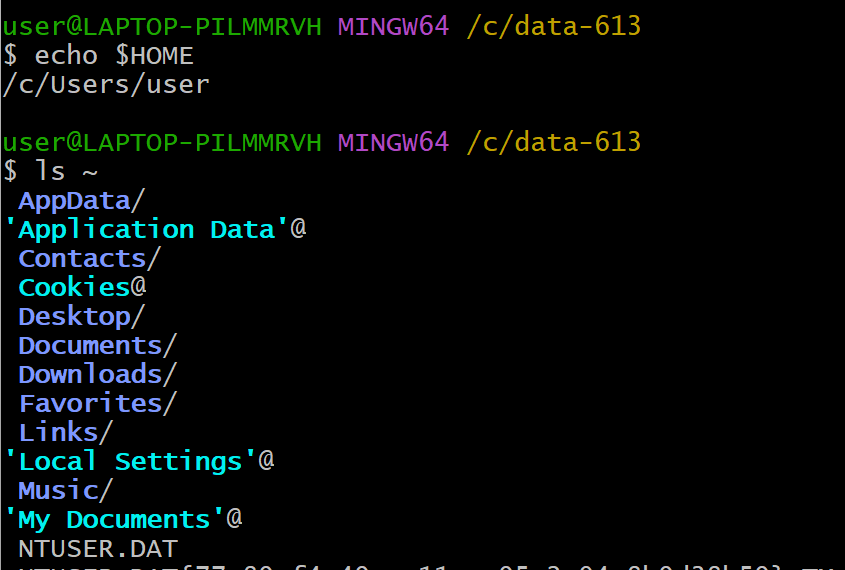 user@LAPTOP-PILMMRVH MINGW64 /c/data-613
$ echo $HOME
/c/Users/user
user@LAPTOP-PILMMRVH MINGW64 /c/data-613
$ ls ~
AppData/
'Application Data'@
Contacts/
Cookies@
Desktop/
Documents/
Downloads/
Favorites/
Links/
'Local Settings'@
Music/
'My Documents'@
NTUSER.DAT